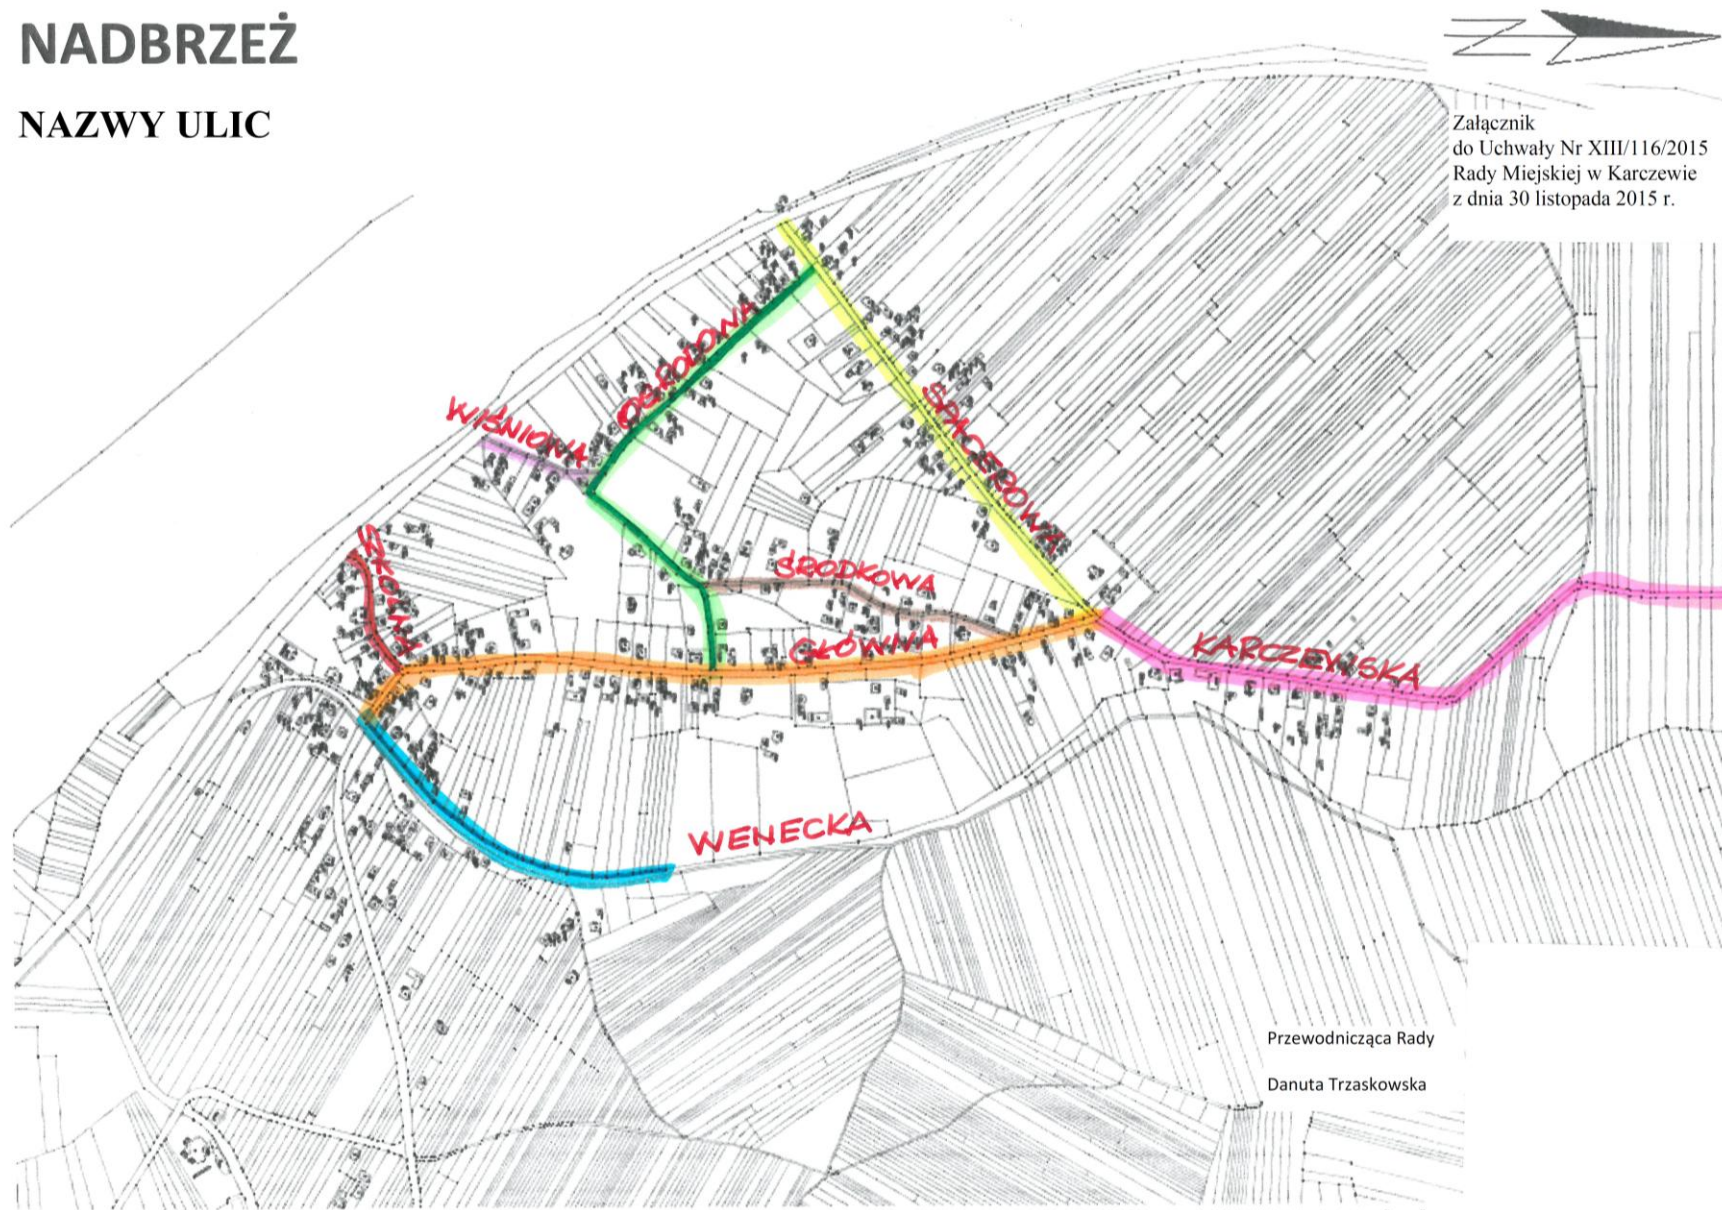 NADBRZEŻ
NAZWY ULIC
Załącznik
do Uchwały Nr XIII/116/2015
Rady Miejskiej w Karczewie
z dnia 30 listopada 2015 r.
OGRODOWA
WIŚNIOWA
SPACEROWA
SZKOLNA
ŚRODKOWA
GŁÓWNA
KARCZEWSKA
WENECKA
Przewodnicząca Rady
Danuta Trzaskowska